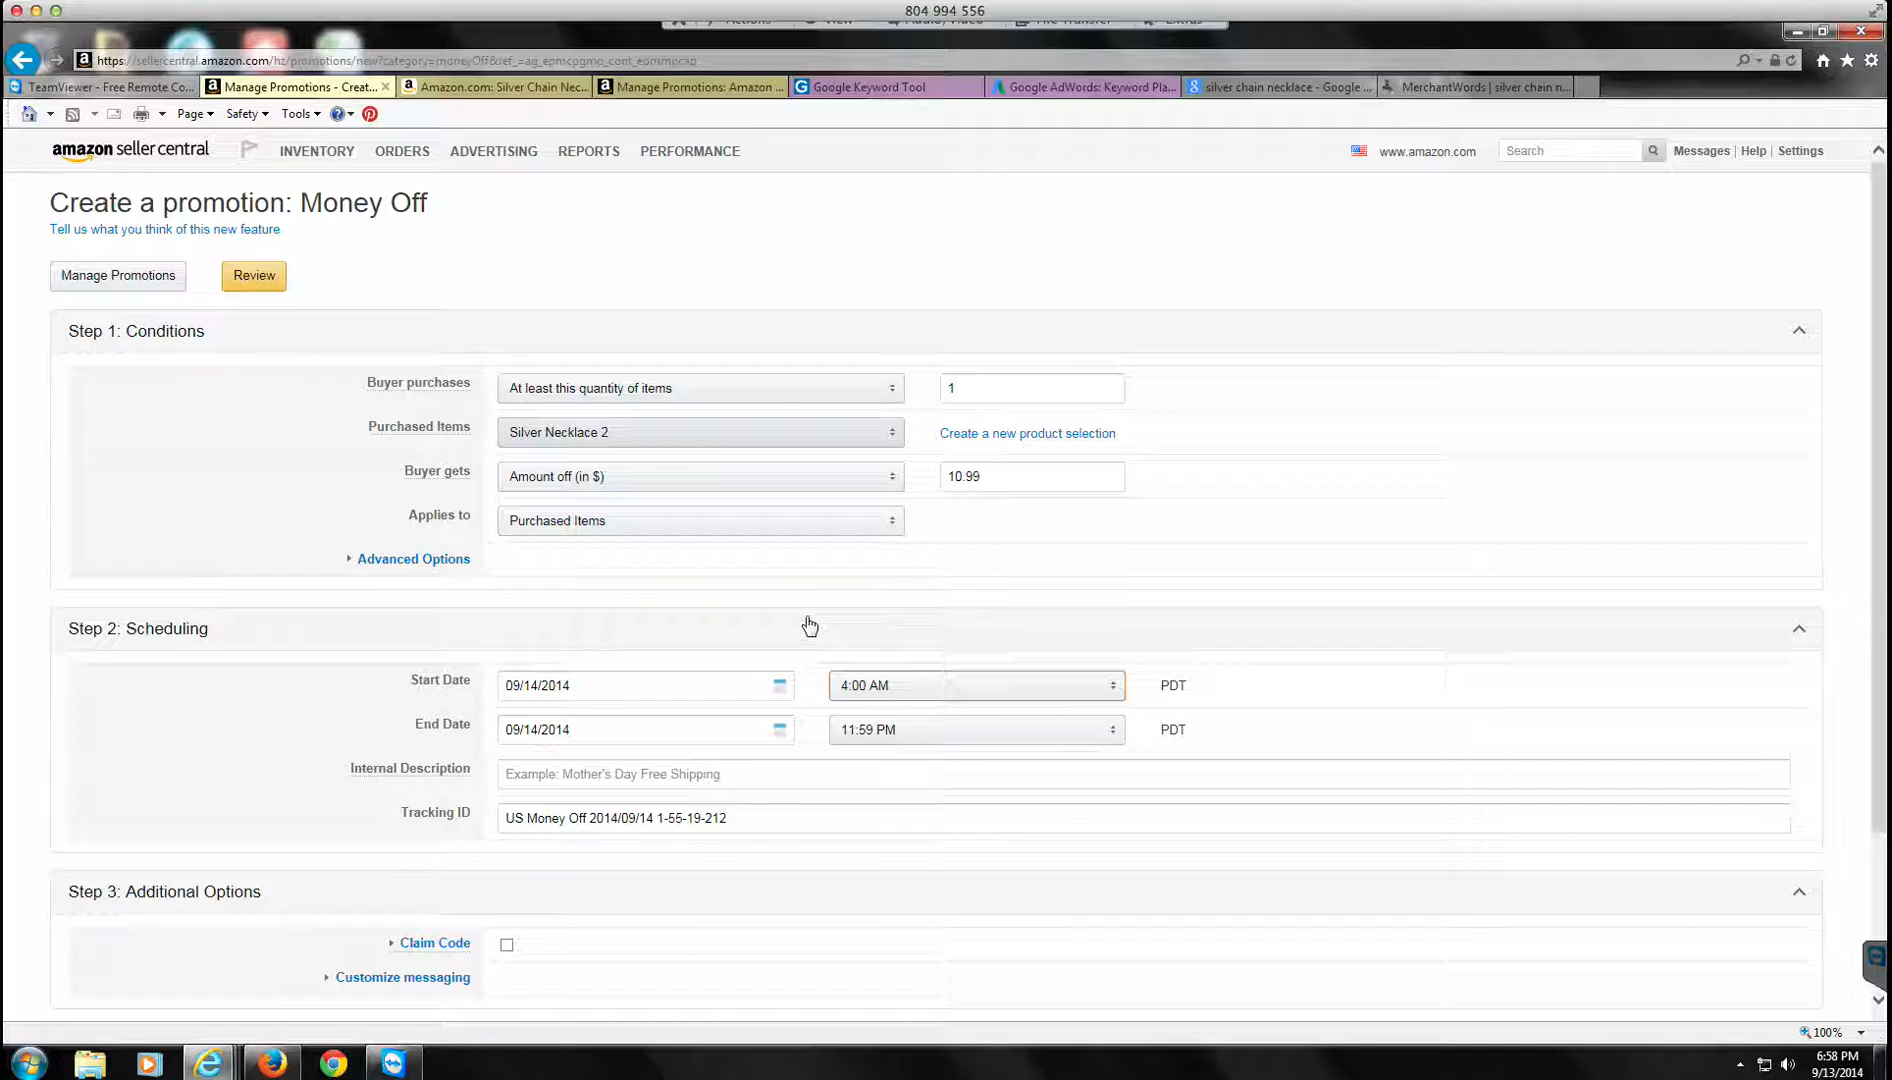 804 994 556
https://sellercentral.amazon.com/hz/promotions/new?category=moneyOff&ref_=ag_epmcpgmo_cont_epmmpcap
TeamViewer - Free Remote Co...
Manage Promotions - Creat...
Amazon.com: Silver Chain Nec...
Manage Promotions: Amazon ...
Google Keyword Tool
Google AdWords: Keyword Pla...
silver chain necklace - Google ...
MerchantWords | silver chain n...
Page
Safety
Tools
amazon seller central
INVENTORY
ORDERS
ADVERTISING
REPORTS
PERFORMANCE
www.amazon.com
Search
Messages | Help | Settings
Create a promotion: Money Off
Tell us what you think of this new feature
Manage Promotions
Review
Step 1: Conditions
Buyer purchases
At least this quantity of items
1
Purchased Items
Silver Necklace 2
Create a new product selection
Buyer gets
Amount off (in $)
10.99
Applies to
Purchased Items
Advanced Options
Step 2: Scheduling
Start Date
09/14/2014
4:00 AM
PDT
End Date
09/14/2014
11:59 PM
PDT
Internal Description
Example: Mother's Day Free Shipping
Tracking ID
US Money Off 2014/09/14 1-55-19-212
Step 3: Additional Options
Claim Code
Customize messaging
100%
6:58 PM
9/13/2014